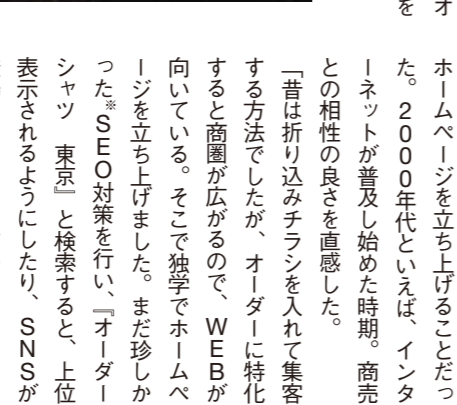 オ
を
ホームページを立ち上げることだっ
た。2000年代といえば、インタ
ーネットが普及し始めた時期。商売
との相性の良さを直感した。
「昔は折り込みチラシを入れて集客
する方法でしたが、オーダーに特化
すると商圏が広がるので、WEBが
向いている。そこで独学でホームペ
ージを立ち上げました。まだ珍しか
った※SEO対策を行い、『オーダー
シャツ　東京』と検索すると、上位
表示されるようにしたり、SNSが